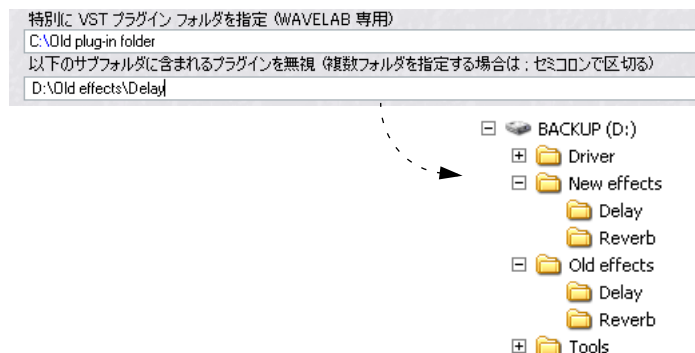 特別に VST プラグイン フォルダを指定 (WAVELAB 専用)
C:\Old plug-in folder
以下のサブフォルダに含まれるプラグインを無視 (複数フォルダを指定する場合は ; セミコロンで区切る)
D:\Old effects\Delay
BACKUP (D:)
Driver
New effects
Delay
Reverb
Old effects
Delay
Reverb
Tools